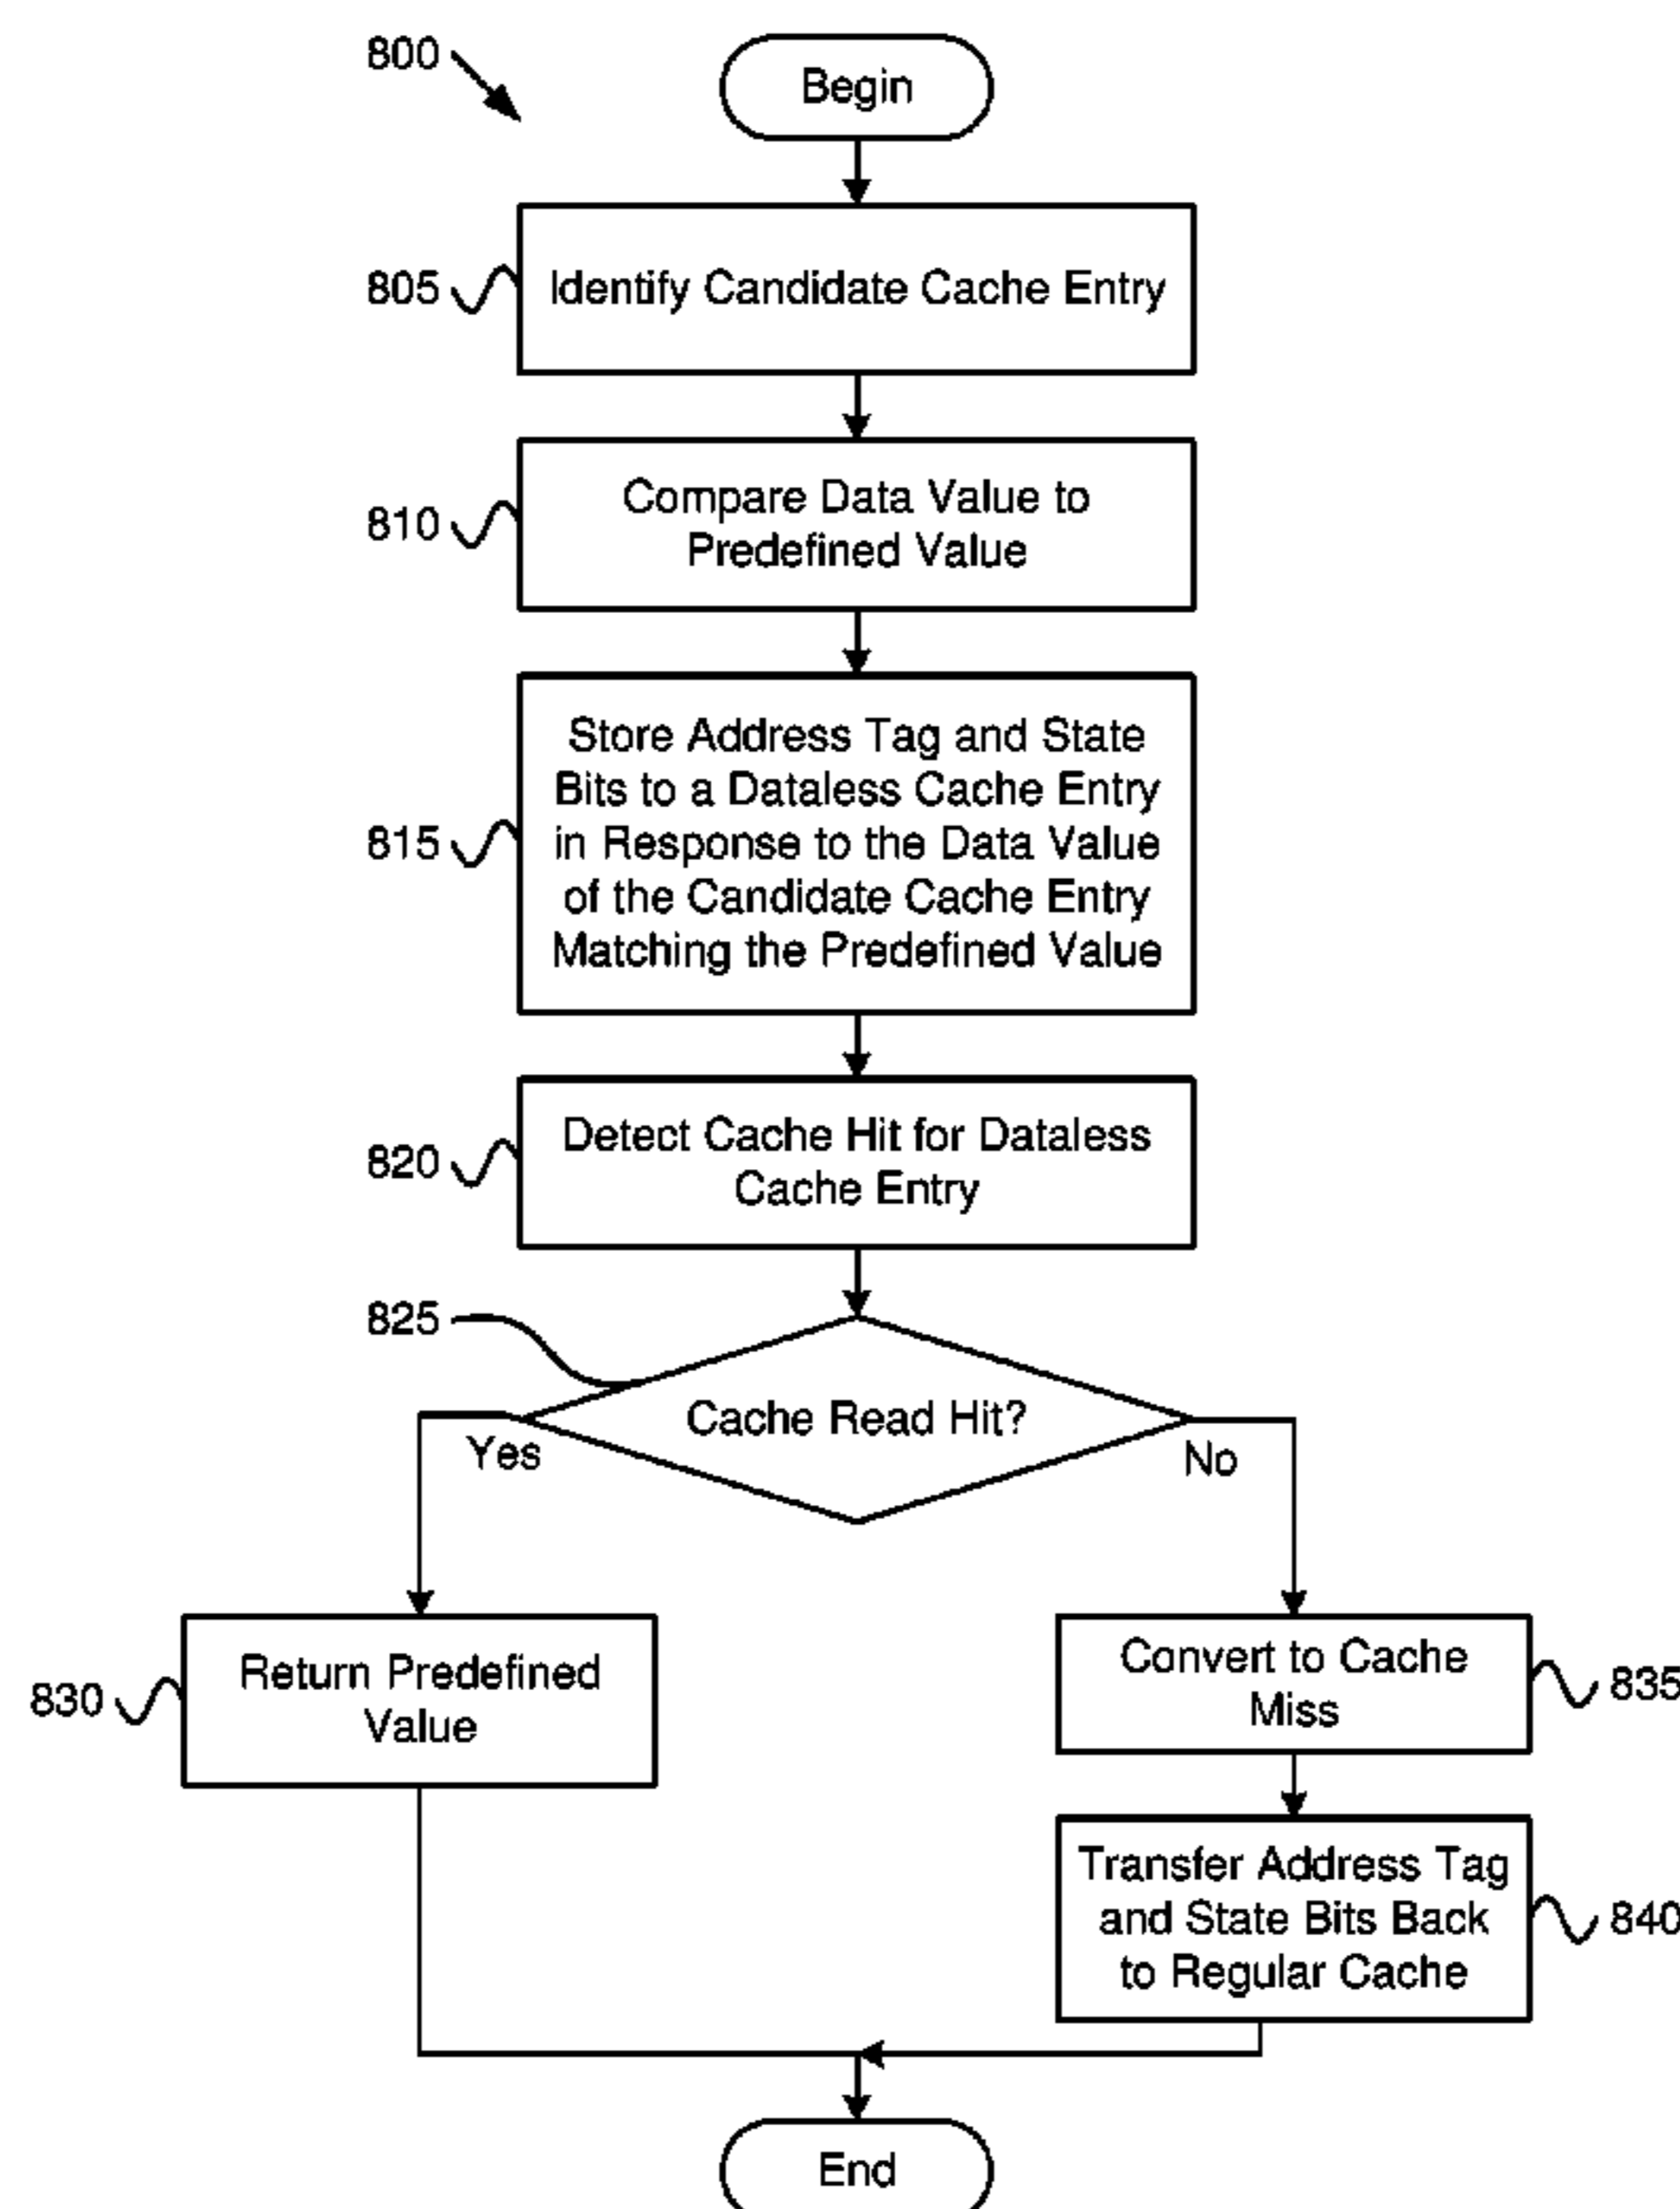 800
Begin
805
Identify Candidate Cache Entry
810
Compare Data Value to
Predefined Value
815
Store Address Tag and State
Bits to a Dataless Cache Entry
in Response to the Data Value
of the Candidate Cache Entry
Matching the Predefined Value
820
Detect Cache Hit for Dataless
Cache Entry
825
Cache Read Hit?
Yes
No
830
Return Predefined
Value
Convert to Cache
Miss
835
Transfer Address Tag
and State Bits Back
to Regular Cache
840
End